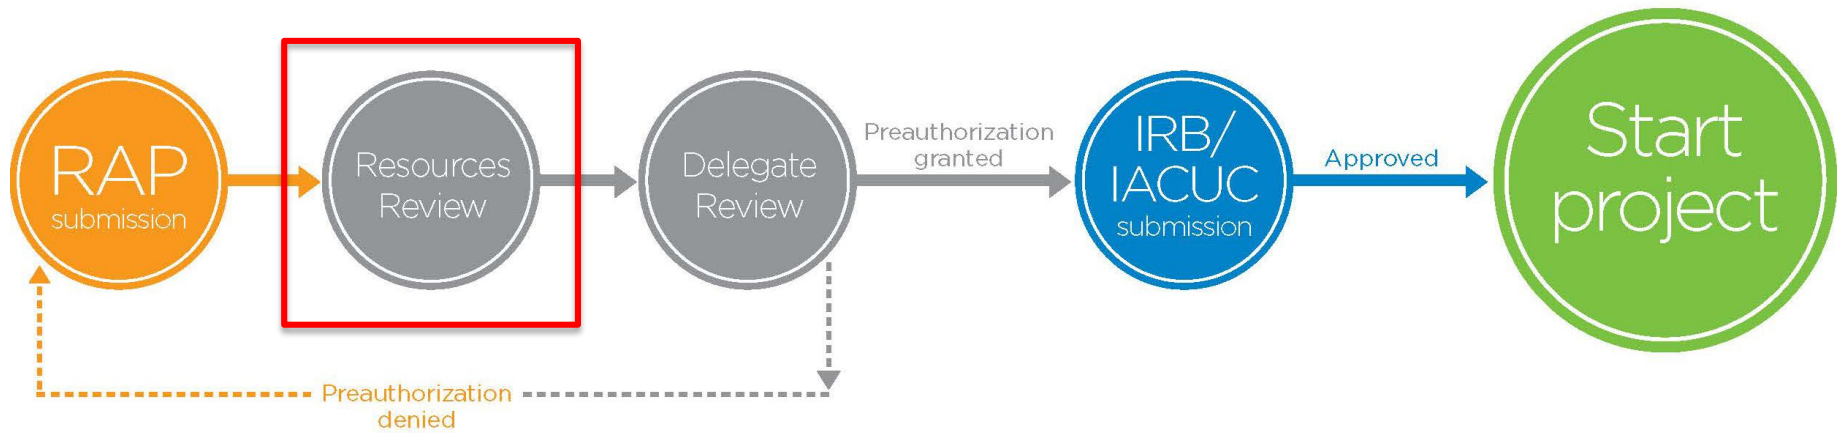 RAP
submission
Resources
Review
Delegate
Review
Preauthorization
granted
IRB/
IACUC
submission
Approved
Start
project
Preauthorization
denied